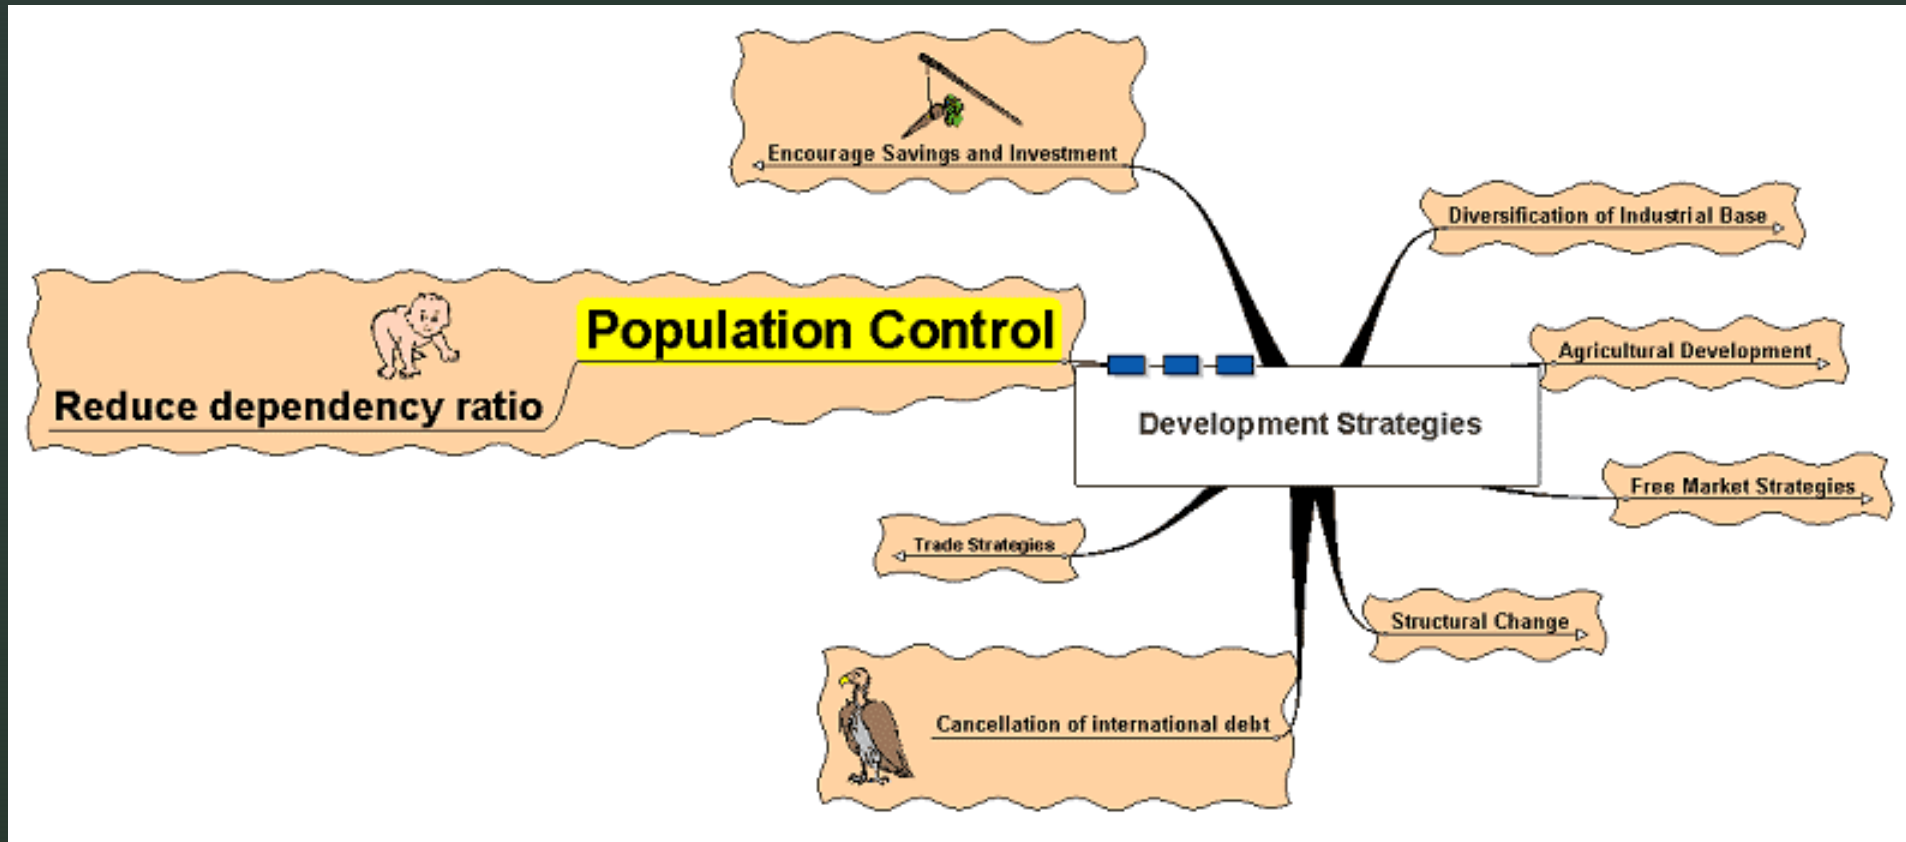 Encourage Savings and Investment
Diversification of Industrial Base
Population Control
Agricultural Development
Reduce dependency ratio
Development Strategies
Free Market Strategies
Trade Strategies
Structural Change
Cancellation of international debt